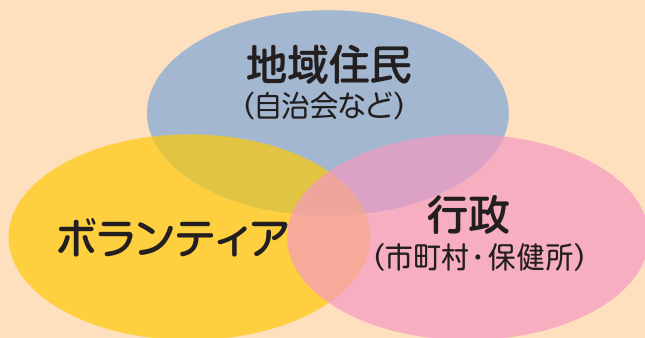 地域住民
（自治会など）
ボランティア
行政
（市町村・保健所）